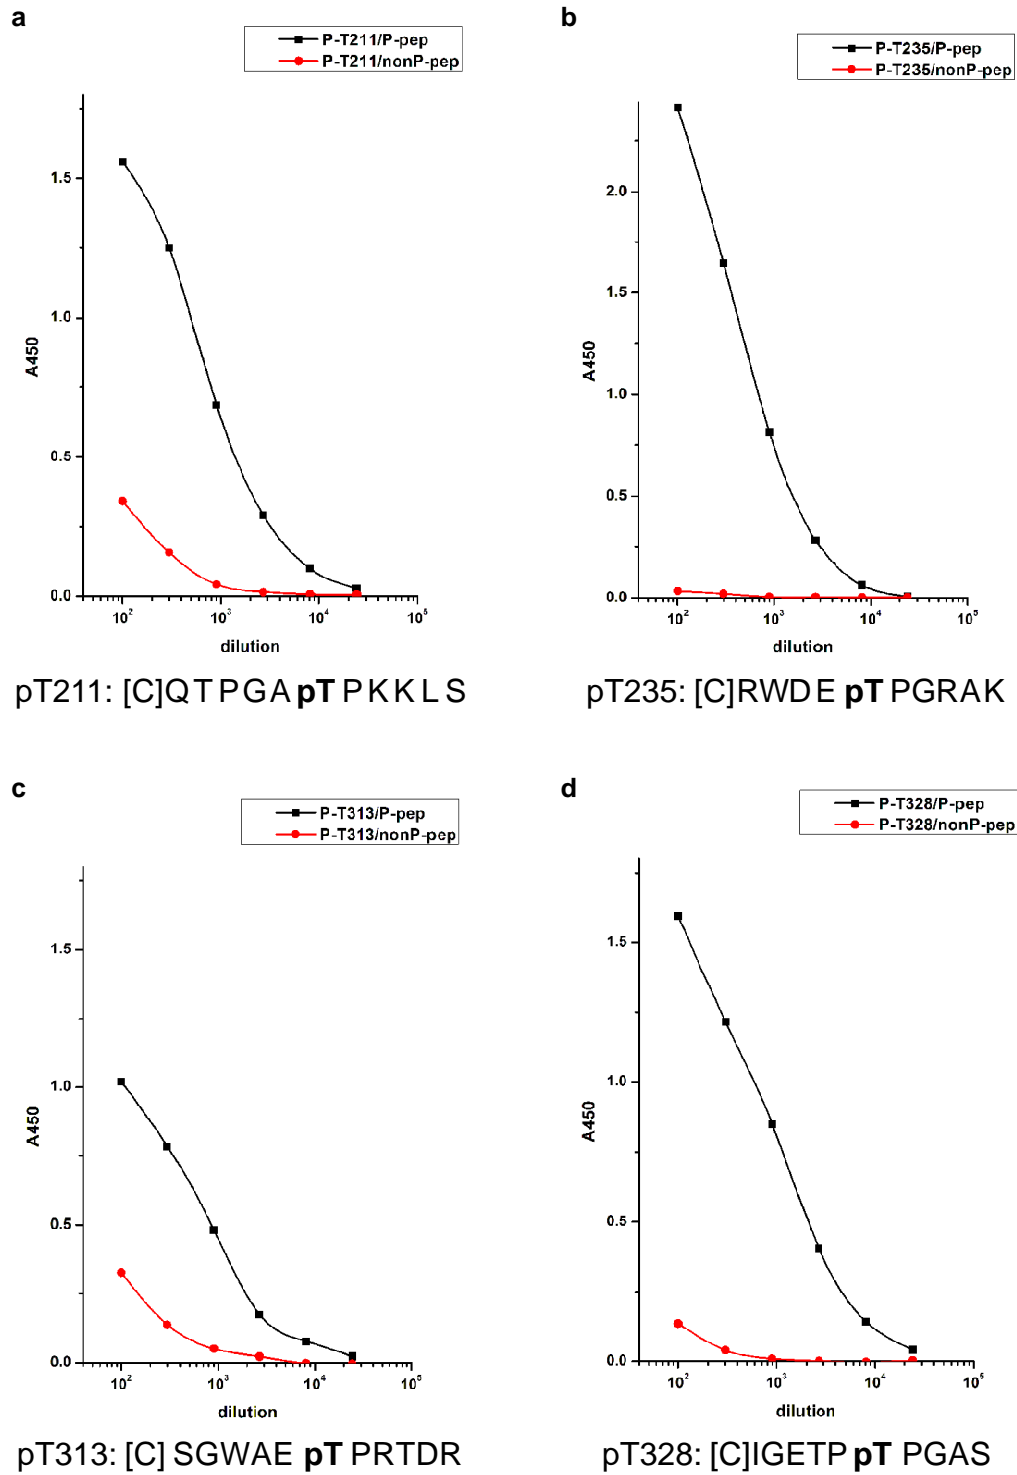 a
P-T211/P-pep
P-T211/nonP-pep
1.5
1.0
0.5
0.0
A450
10² 10³ 10⁴ 10⁵
dilution
pT211: [C]QTPGA pT PKKLS
b
P-T235/P-pep
P-T235/nonP-pep
2.0
1.5
1.0
0.5
0.0
A450
10² 10³ 10⁴ 10⁵
dilution
pT235: [C]RWDE pT PGRAK
c
P-T313/P-pep
P-T313/nonP-pep
1.5
1.0
0.5
0.0
A450
10² 10³ 10⁴ 10⁵
dilution
pT313: [C] SGWAE pT PRTDR
d
P-T328/P-pep
P-T328/nonP-pep
1.5
1.0
0.5
0.0
A450
10² 10³ 10⁴ 10⁵
dilution
pT328: [C]IGETP pT PGAS